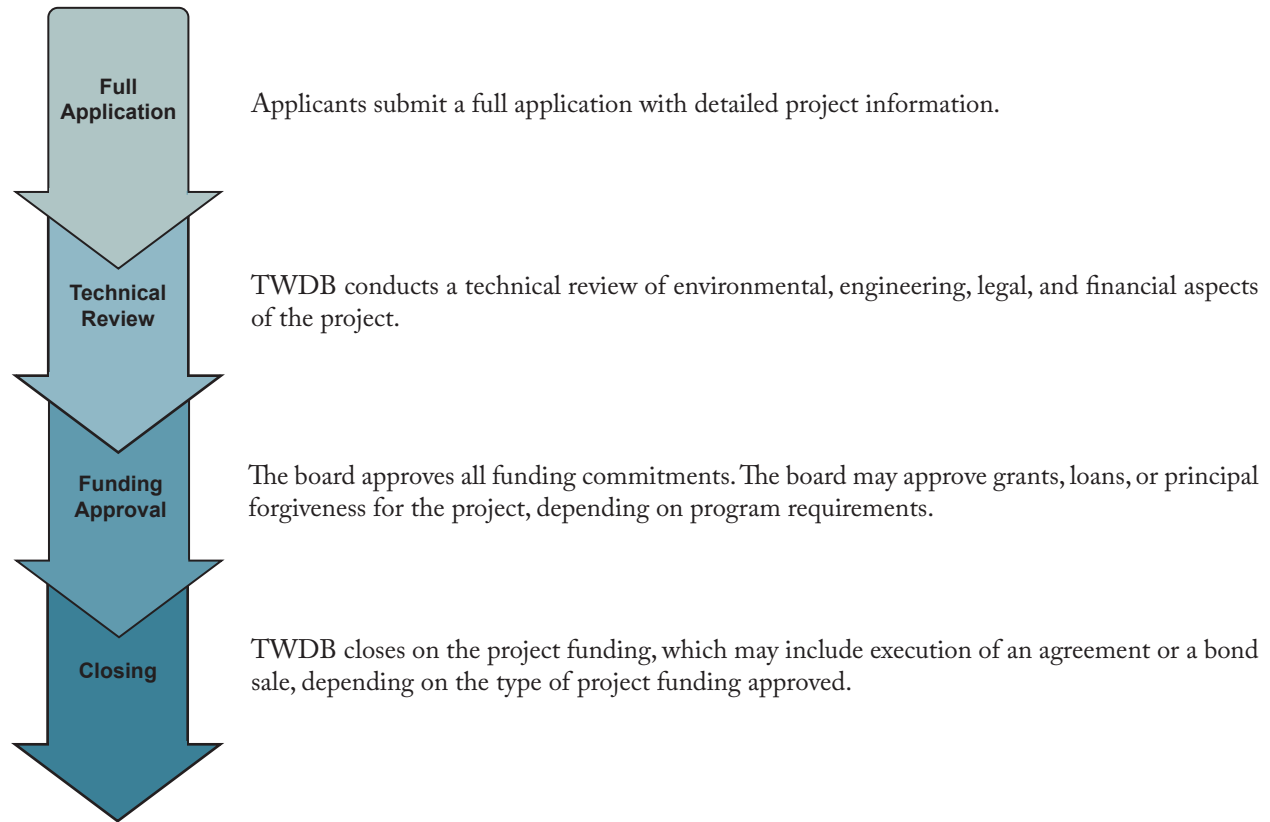 Full
Application
Applicants submit a full application with detailed project information.
Technical
Review
TWDB conducts a technical review of environmental, engineering, legal, and financial aspects
of the project.
Funding
Approval
The board approves all funding commitments. The board may approve grants, loans, or principal
forgiveness for the project, depending on program requirements.
Closing
TWDB closes on the project funding, which may include execution of an agreement or a bond
sale, depending on the type of project funding approved.